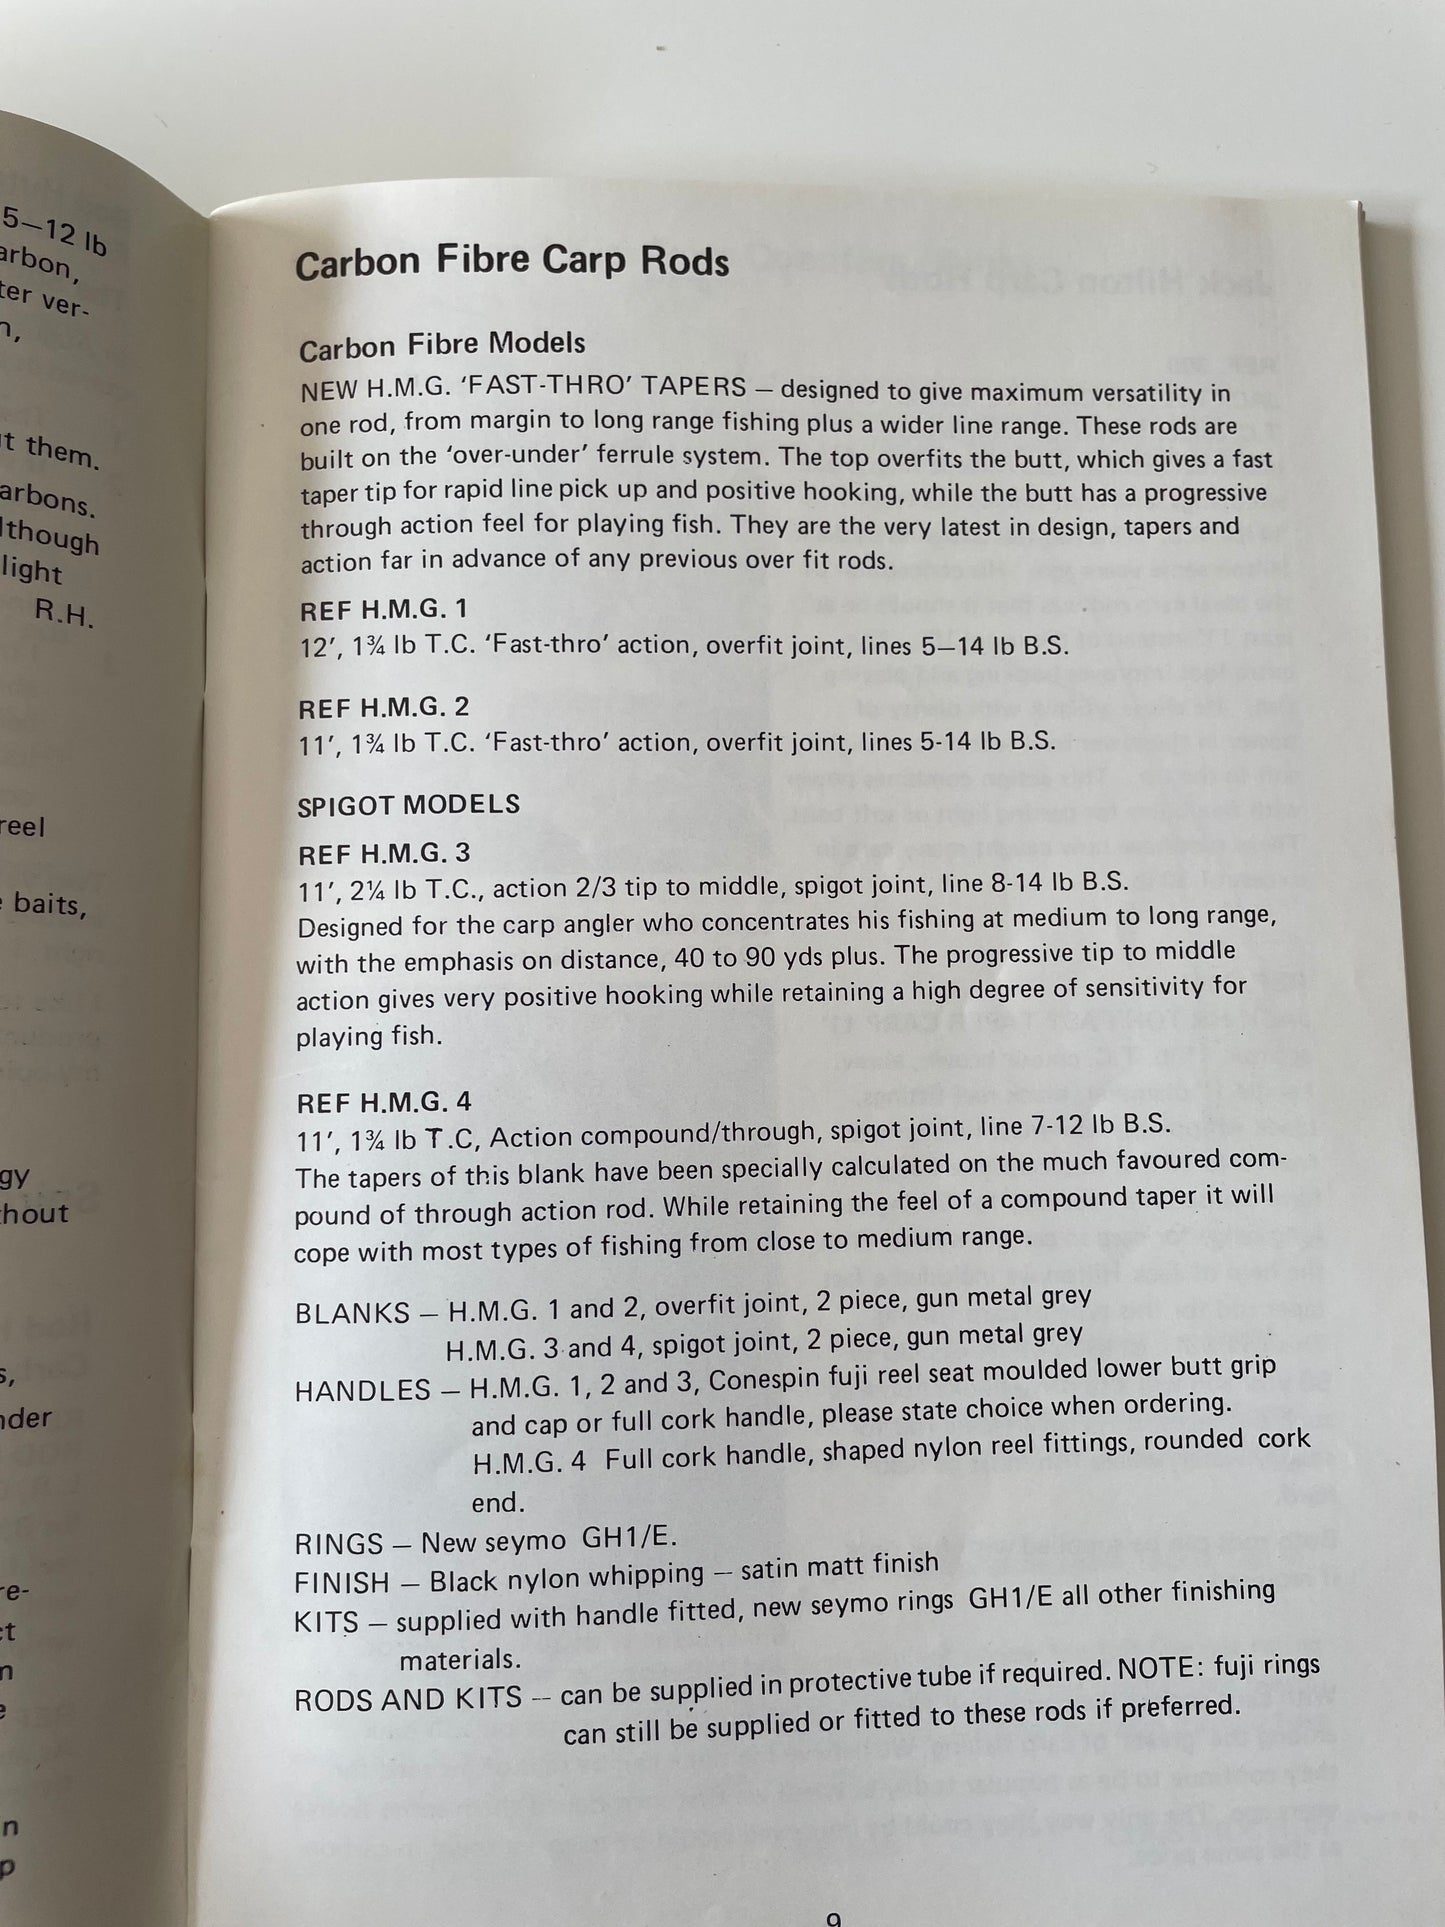 5—12 lb
arbon,
ter ver-
n,
t them.
arbons.
lthough
light
R.H.
reel
baits,
gy
hout
s,
nder
re-
ct
n
e
n
p
Carbon Fibre Carp Rods
Carbon Fibre Models
NEW H.M.G. ‘FAST-THRO’ TAPERS — designed to give maximum versatility in
one rod, from margin to long range fishing plus a wider line range. These rods are
built on the ‘over-under’ ferrule system. The top overfits the butt, which gives a fast
taper tip for rapid line pick up and positive hooking, while the butt has a progressive
through action feel for playing fish. They are the very latest in design, tapers and
action far in advance of any previous over fit rods.
REF H.M.G. 1
12′, 1¾ lb T.C. ‘Fast-thro’ action, overfit joint, lines 5—14 lb B.S.
REF H.M.G. 2
11′, 1¾ lb T.C. ‘Fast-thro’ action, overfit joint, lines 5-14 lb B.S.
SPIGOT MODELS
REF H.M.G. 3
11′, 2¼ lb T.C., action 2/3 tip to middle, spigot joint, line 8-14 lb B.S.
Designed for the carp angler who concentrates his fishing at medium to long range,
with the emphasis on distance, 40 to 90 yds plus. The progressive tip to middle
action gives very positive hooking while retaining a high degree of sensitivity for
playing fish.
REF H.M.G. 4
11′, 1¾ lb T.C, Action compound/through, spigot joint, line 7-12 lb B.S.
The tapers of this blank have been specially calculated on the much favoured com-
pound of through action rod. While retaining the feel of a compound taper it will
cope with most types of fishing from close to medium range.
BLANKS — H.M.G. 1 and 2, overfit joint, 2 piece, gun metal grey
H.M.G. 3 and 4, spigot joint, 2 piece, gun metal grey
HANDLES — H.M.G. 1, 2 and 3, Conespin fuji reel seat moulded lower butt grip
and cap or full cork handle, please state choice when ordering.
H.M.G. 4 Full cork handle, shaped nylon reel fittings, rounded cork
end.
RINGS — New seymo GH1/E.
FINISH — Black nylon whipping — satin matt finish
KITS — supplied with handle fitted, new seymo rings GH1/E all other finishing
materials.
RODS AND KITS — can be supplied in protective tube if required. NOTE: fuji rings
can still be supplied or fitted to these rods if preferred.
9